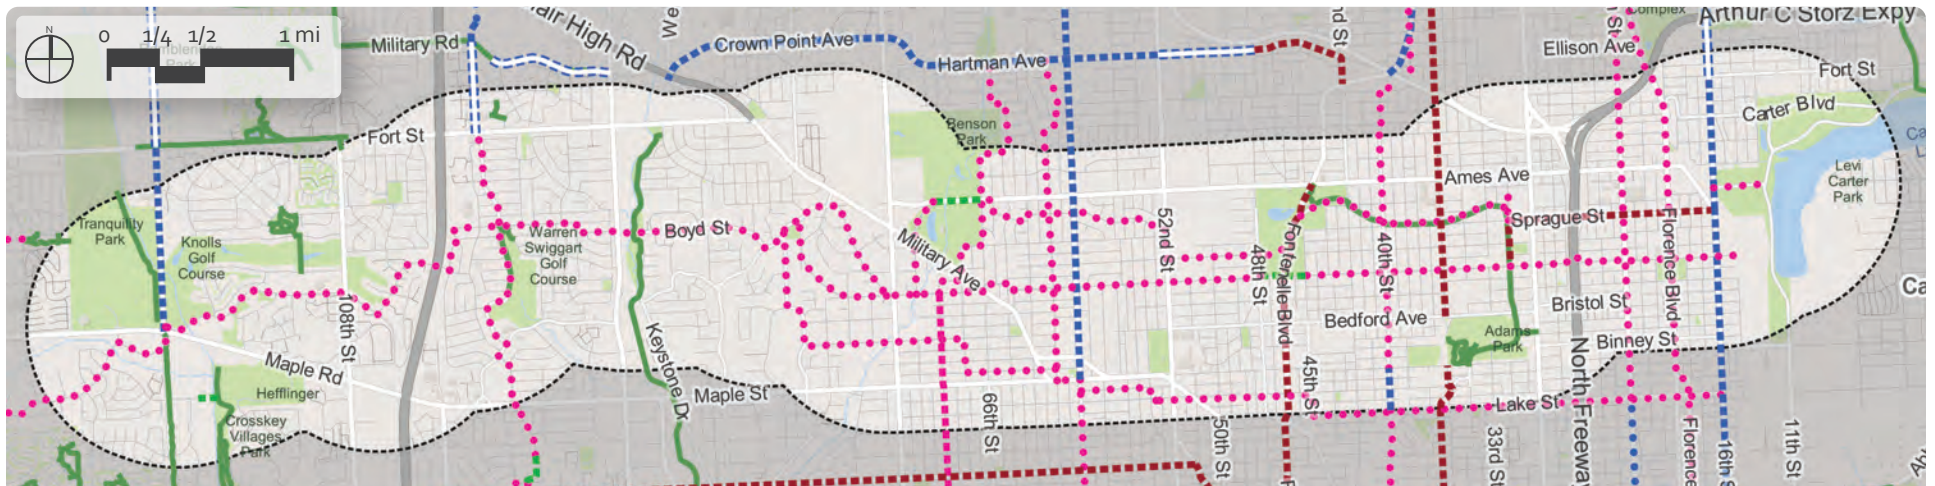 N
0 1/4 1/2 1 mi
Military Rd
Crown Point Ave
Hartman Ave
Ellison Ave
Complex
Arthur C Storz Expy
Fort St
Carter Blvd
Fort St
Benson
Park
Levi
Carter
Park
Ames Ave
Sprague St
Tranquility
Park
Knolls
Golf
Course
Warren
Swiggart
Golf
Course
Boyd St
Military Ave
52nd St
48th St
Fontenelle Blvd
40th St
Florence Blvd
108th St
Bristol St
Bedford Ave
Adams
Park
Binney St
Maple Rd
Hefflinger
Crosskey
Villages
Park
Keystone Dr
Maple St
66th St
45th St
50th St
Lake St
33rd St
North Freeway
Florence
16th S
11th St